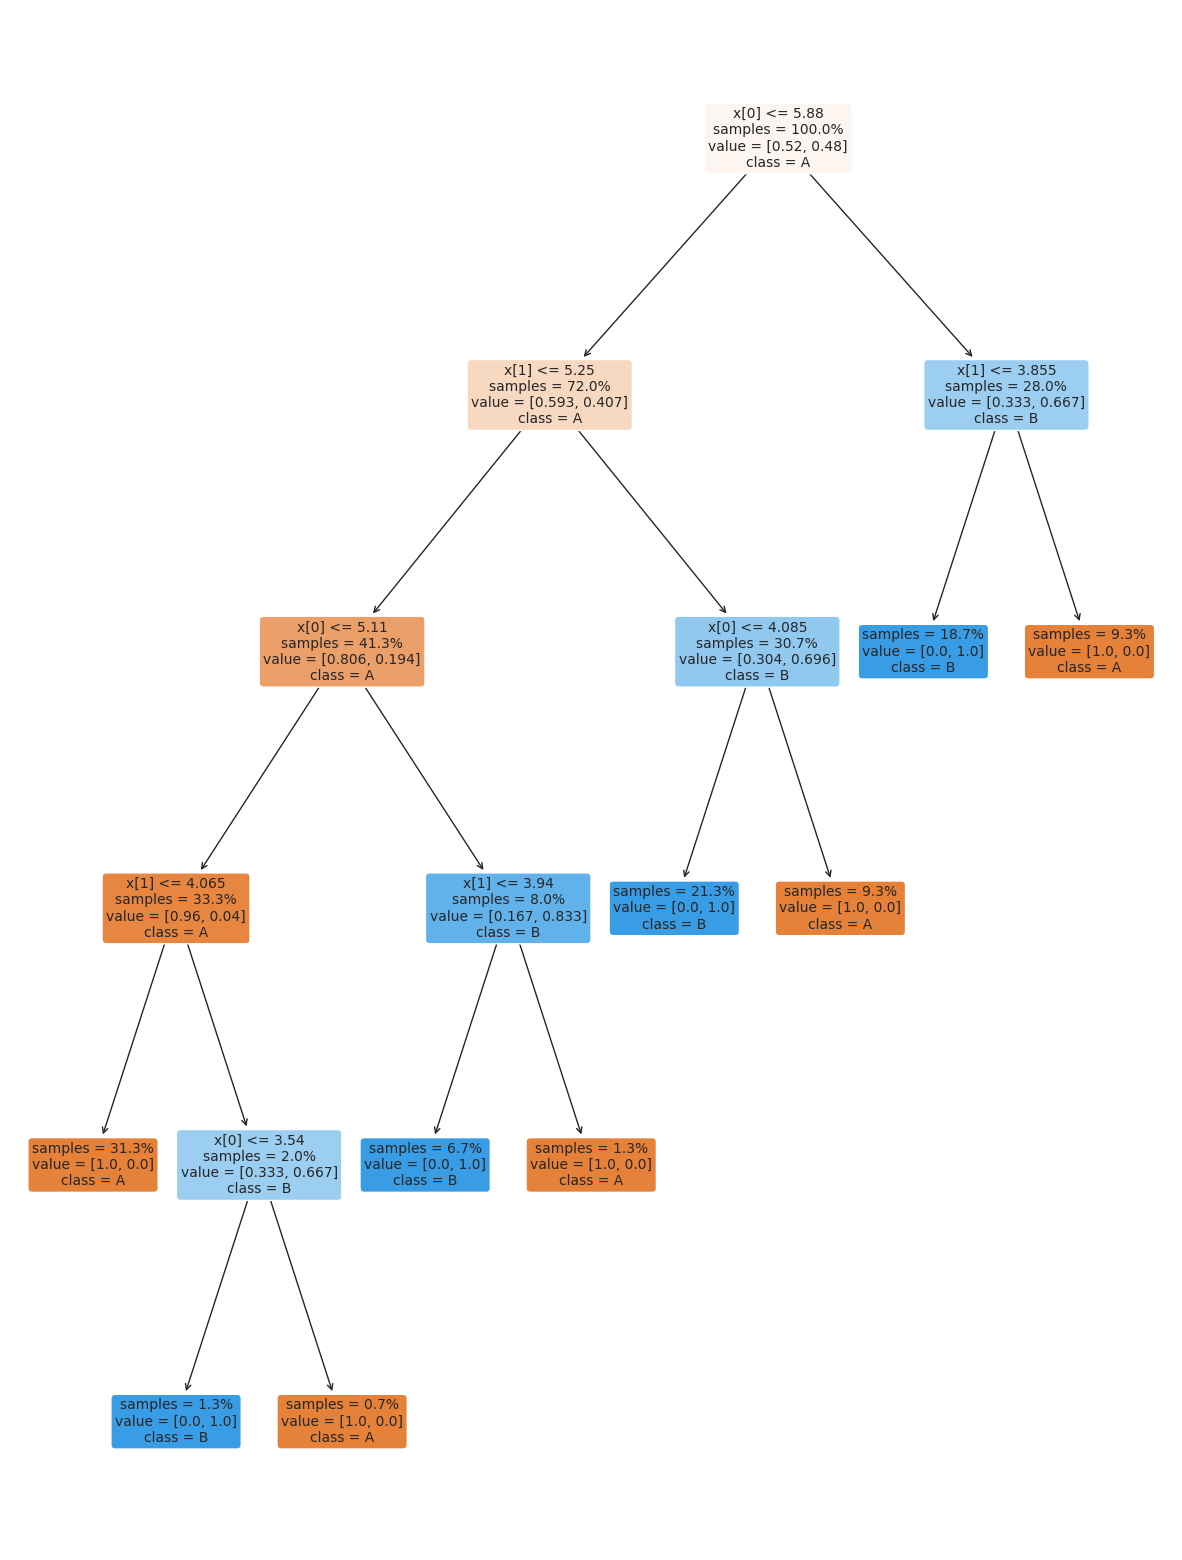 x[0] <= 5.88
samples = 100.0%
value = [0.52, 0.48]
class = A
x[1] <= 5.25
samples = 72.0%
value = [0.593, 0.407]
class = A
x[1] <= 3.855
samples = 28.0%
value = [0.333, 0.667]
class = B
x[0] <= 5.11
samples = 41.3%
value = [0.806, 0.194]
class = A
x[0] <= 4.085
samples = 30.7%
value = [0.304, 0.696]
class = B
samples = 18.7%
value = [0.0, 1.0]
class = B
samples = 9.3%
value = [1.0, 0.0]
class = A
x[1] <= 4.065
samples = 33.3%
value = [0.96, 0.04]
class = A
x[1] <= 3.94
samples = 8.0%
value = [0.167, 0.833]
class = B
samples = 21.3%
value = [0.0, 1.0]
class = B
samples = 9.3%
value = [1.0, 0.0]
class = A
samples = 31.3%
value = [1.0, 0.0]
class = A
x[0] <= 3.54
samples = 2.0%
value = [0.333, 0.667]
class = B
samples = 6.7%
value = [0.0, 1.0]
class = B
samples = 1.3%
value = [1.0, 0.0]
class = A
samples = 1.3%
value = [0.0, 1.0]
class = B
samples = 0.7%
value = [1.0, 0.0]
class = A